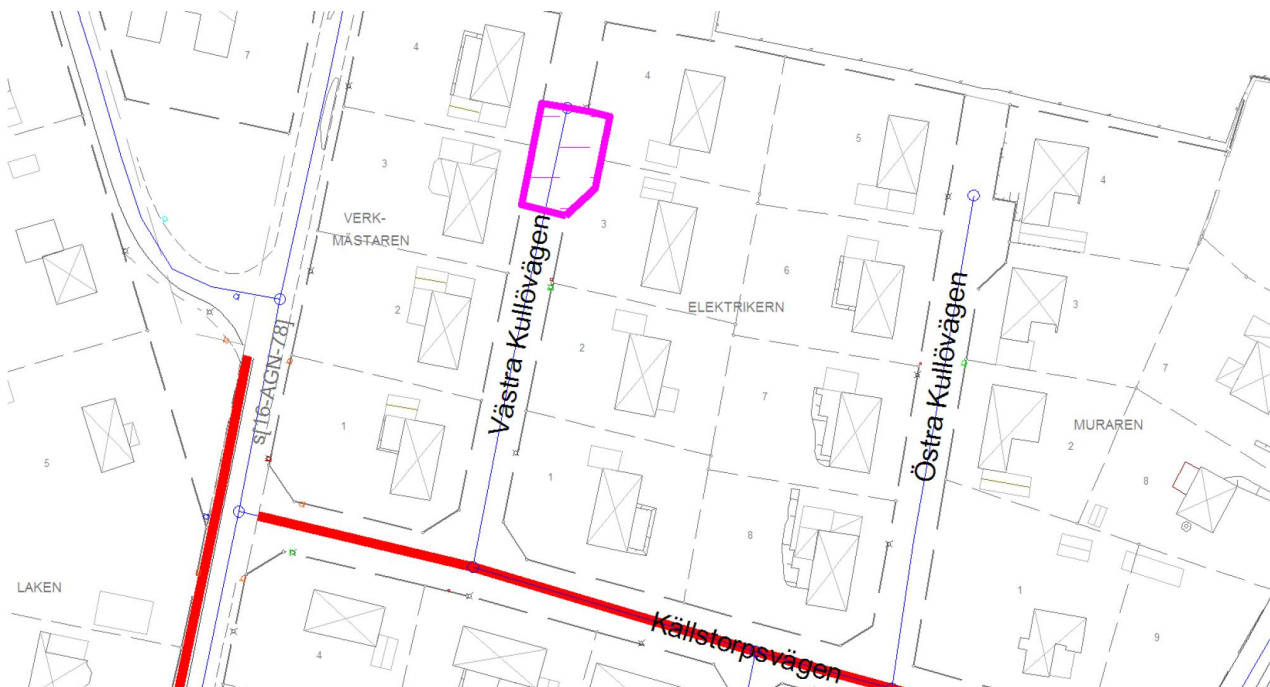 7
4
4
5
4
3
VERK-
MÄSTAREN
3
6
ELEKTRIKERN
3
2
2
7
7
Västra Kullövägen
Östra Kullövägen
s[16-AGN-78]
5
1
1
MURAREN
2
8
8
LAKEN
1
9
4
Källstorpsvägen